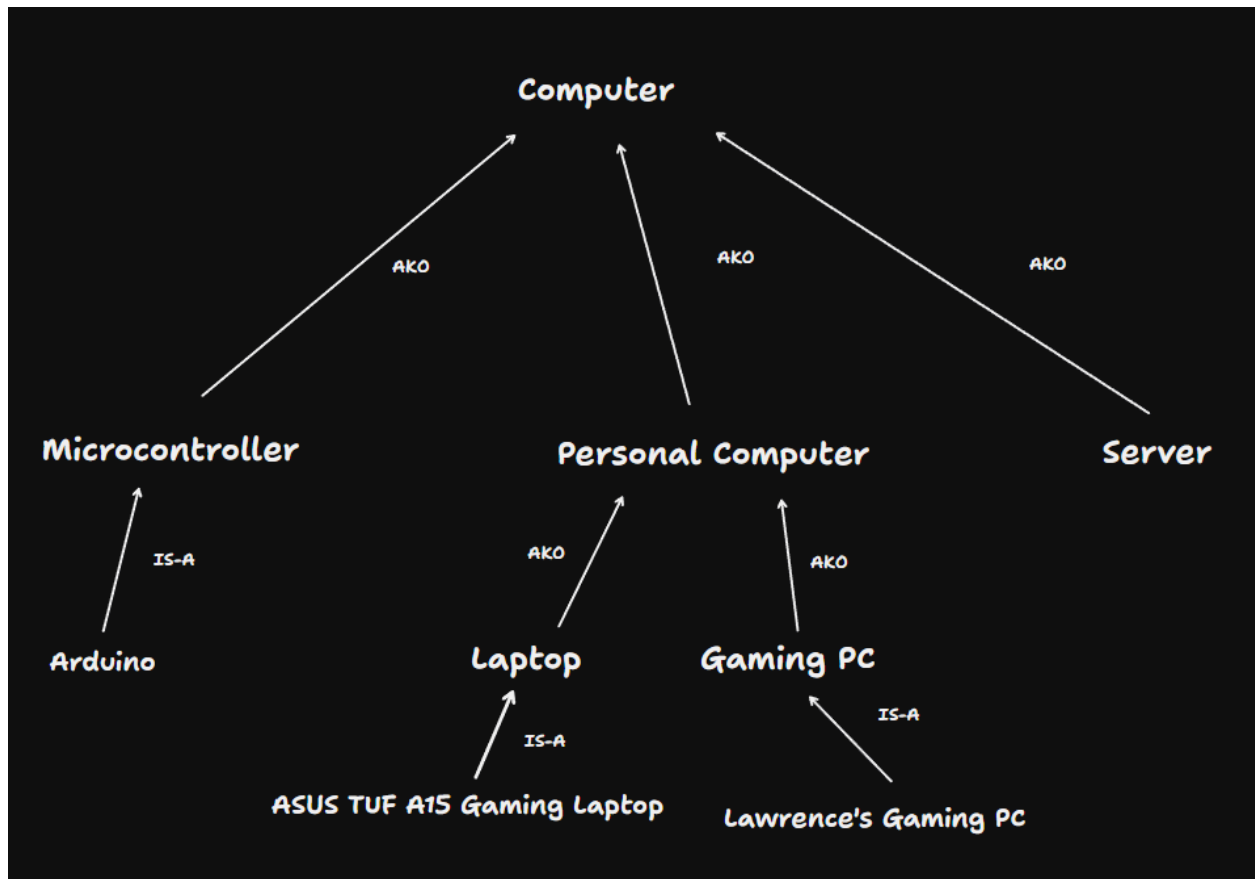 Computer
AKO
AKO
AKO
Microcontroller
Personal Computer
Server
AKO
IS-A
AKO
Arduino
Laptop
Gaming PC
IS-A
IS-A
ASUS TUF A15 Gaming Laptop
Lawrence's Gaming PC